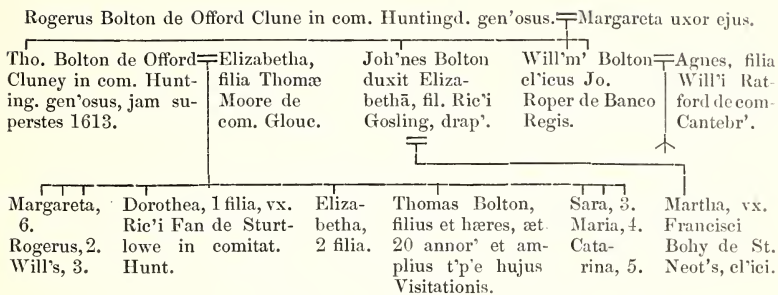 Rogerus Bolton de Offord Clune in com. Huntingd. gen'osus.
Margareta uxor ejus.
Tho. Bolton de Offord
Cluney in com. Hunt-
ing. gen'osus, jam su-
perstes 1613.
Elizabetha,
filia Thomæ
Moore de
com. Glouc.
Joh'nes Bolton
duxit Eliza-
bethā, fil. Ric'i
Gosling, drap'.
Will'm' Bolton
cl'icus Jo.
Roper de Banco
Regis.
Agnes, filia
Will'i Rat-
ford de com-
Cantebr'.
Margareta,
6.
Rogerus, 2.
Will's, 3.
Dorothea, 1 filia, vx.
Ric'i Fan de Sturt-
lowe in comitat.
Hunt.
Eliza-
betha,
2 filia.
Thomas Bolton,
filius et hæres, æt
20 annor' et am-
plius t'p'e hujus
Visitationis.
Sara, 3.
Maria, 4.
Cata-
rina, 5.
Martha, vx.
Francisci
Bohy de St.
Neot's, cl'ici.